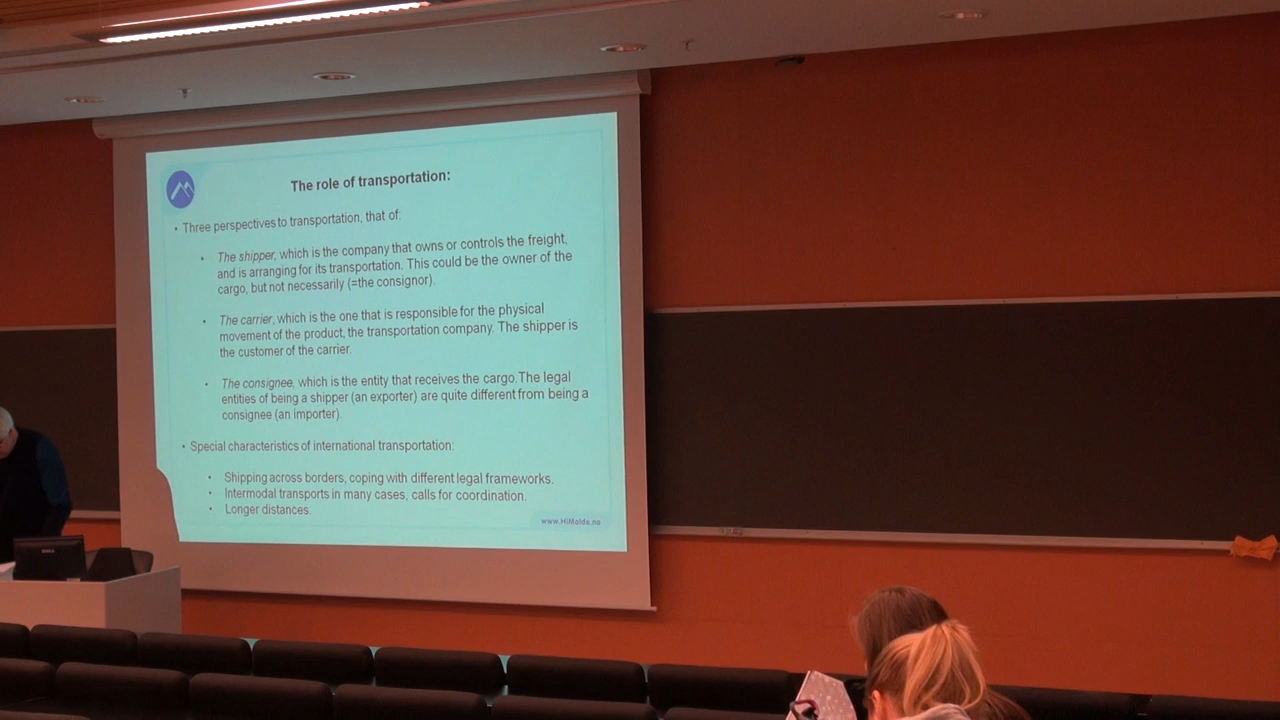 The role of transportation:
• Three perspectives to transportation, that of:
• The shipper, which is the company that owns or controls the freight,
and is arranging for its transportation. This could be the owner of the
cargo, but not necessarily (=the consignor).
• The carrier, which is the one that is responsible for the physical
movement of the product, the transportation company. The shipper is
the customer of the carrier.
• The consignee, which is the entity that receives the cargo. The legal
entities of being a shipper (an exporter) are quite different from being a
consignee (an importer).
• Special characteristics of international transportation:
• Shipping across borders, coping with different legal frameworks.
• Intermodal transports in many cases, calls for coordination.
• Longer distances.
www.HiMolde.no